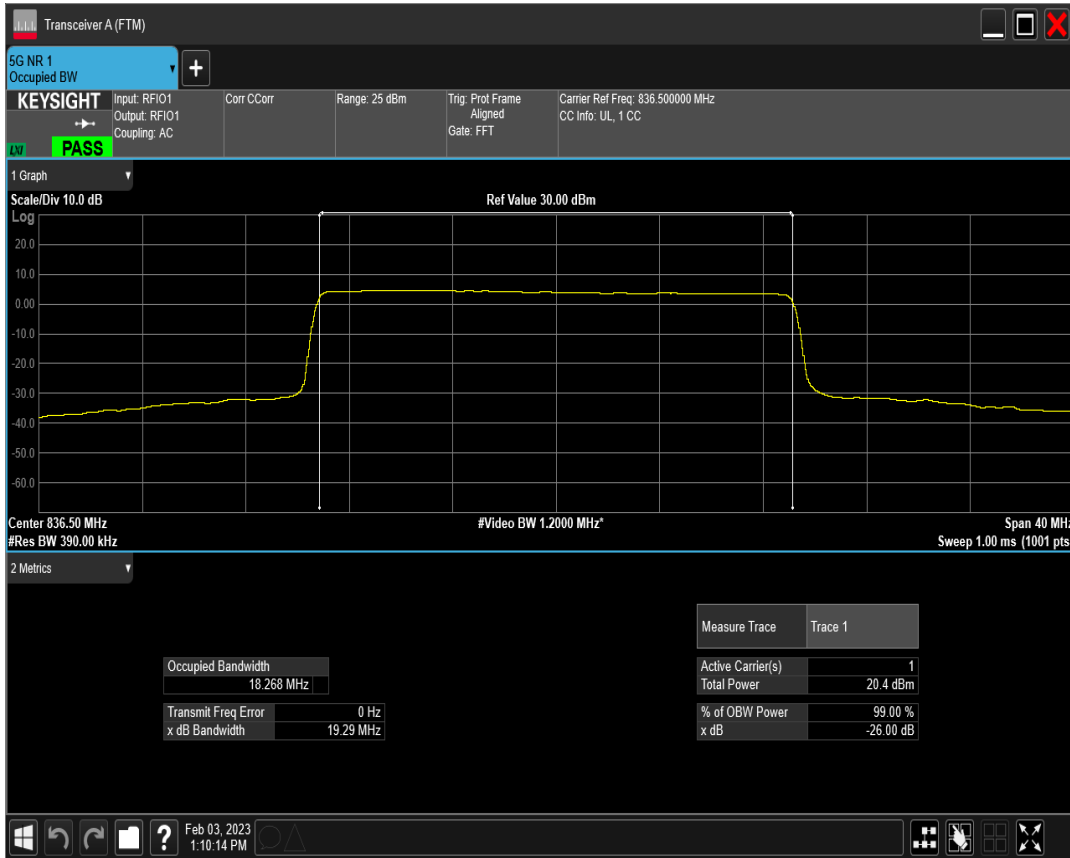 Transceiver A (FTM)
5G NR 1
Occupied BW
+
KEYSIGHT
LXI
PASS
Input: RFIO1
Output: RFIO1
Coupling: AC
Corr CCorr
Range: 25 dBm
Trig: Prot Frame
Aligned
Gate: FFT
Carrier Ref Freq: 836.500000 MHz
CC Info: UL, 1 CC
1 Graph
Scale/Div 10.0 dB
Ref Value 30.00 dBm
Log
20.0
10.0
0.00
-10.0
-20.0
-30.0
-40.0
-50.0
-60.0
Center 836.50 MHz
#Video BW 1.2000 MHz*
Span 40 MHz
#Res BW 390.00 kHz
Sweep 1.00 ms (1001 pts
2 Metrics
Measure Trace Trace 1
Occupied Bandwidth
18.268 MHz
Active Carrier(s) 1
Total Power 20.4 dBm
Transmit Freq Error 0 Hz
x dB Bandwidth 19.29 MHz
% of OBW Power 99.00 %
x dB -26.00 dB
?
Feb 03, 2023
1:10:14 PM